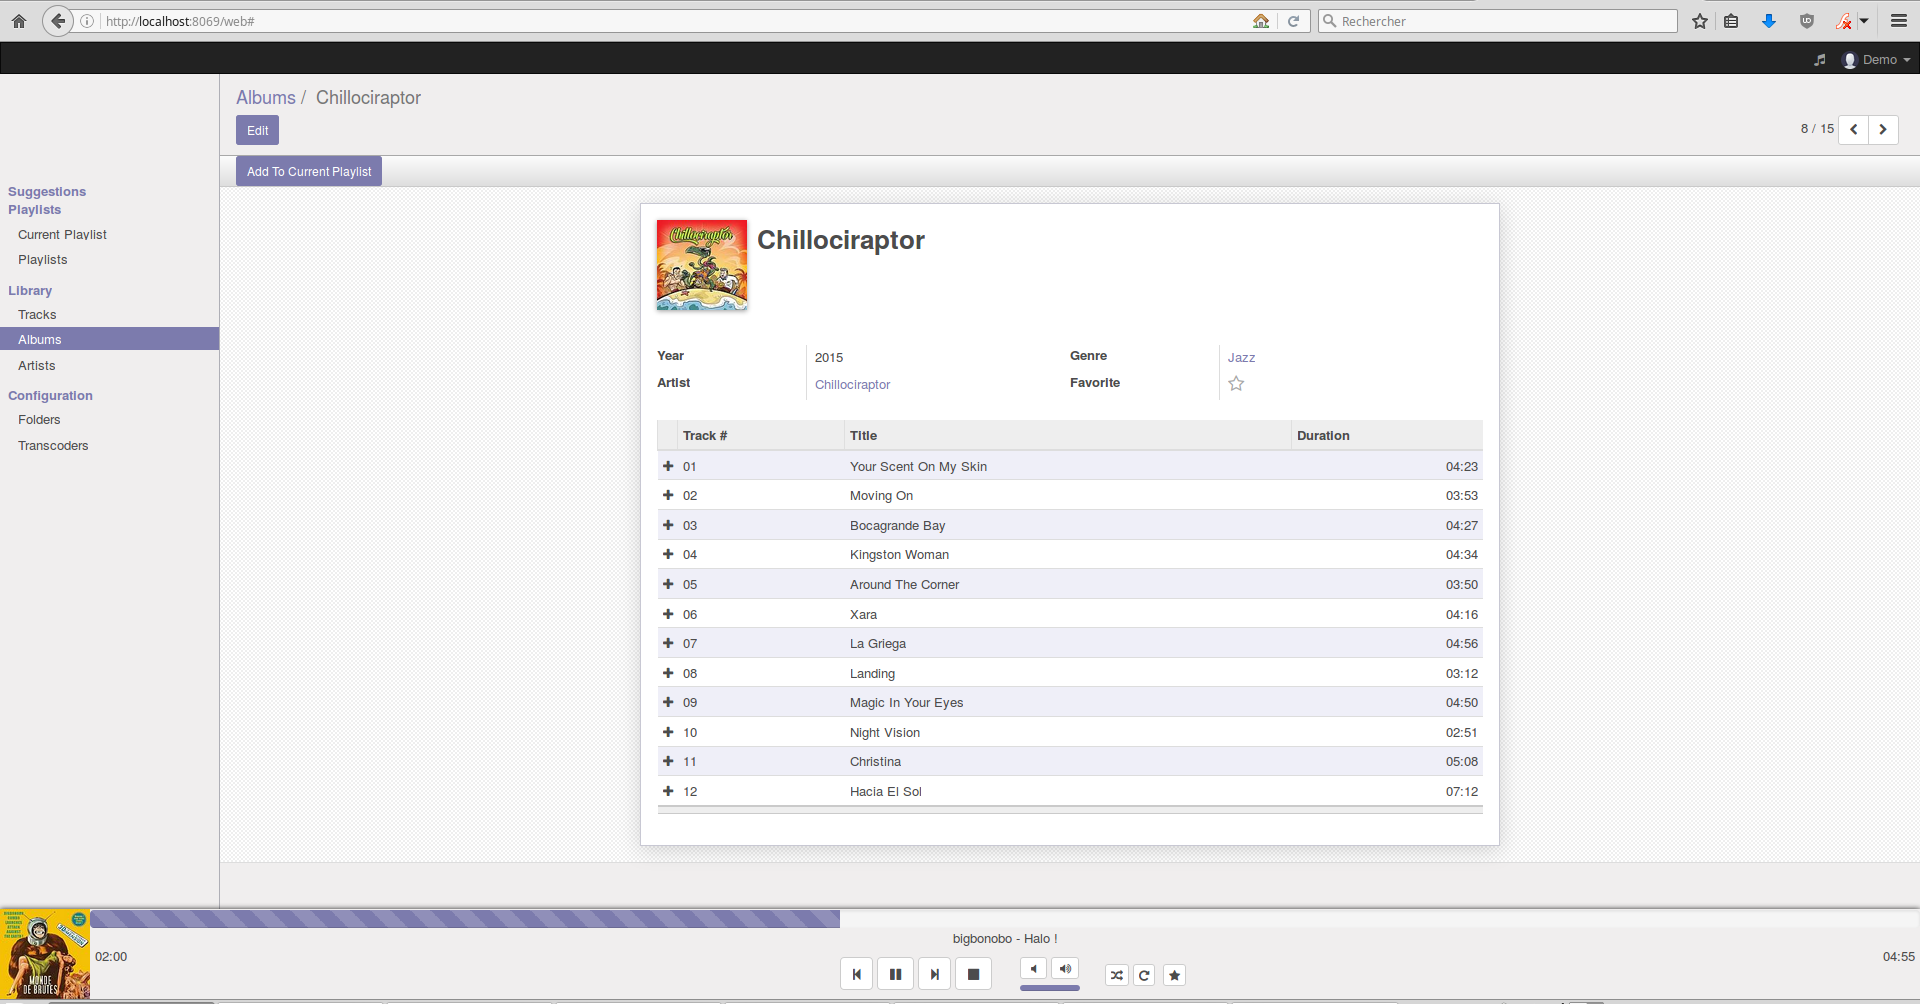 http://localhost:8069/web#
Rechercher
Demo
Albums / Chillociraptor
Edit
8 / 15
Add To Current Playlist
Suggestions
Playlists
Current Playlist
Playlists
Library
Tracks
Albums
Artists
Configuration
Folders
Transcoders
Chillociraptor
Chillociraptor
Year 2015 Genre Jazz
Artist Chillociraptor Favorite
Track # Title Duration
01 Your Scent On My Skin 04:23
02 Moving On 03:53
03 Bocagrande Bay 04:27
04 Kingston Woman 04:34
05 Around The Corner 03:50
06 Xara 04:16
07 La Griega 04:56
08 Landing 03:12
09 Magic In Your Eyes 04:50
10 Night Vision 02:51
11 Christina 05:08
12 Hacia El Sol 07:12
MONDE
DE BRUTES
02:00
bigbonobo - Halo !
04:55